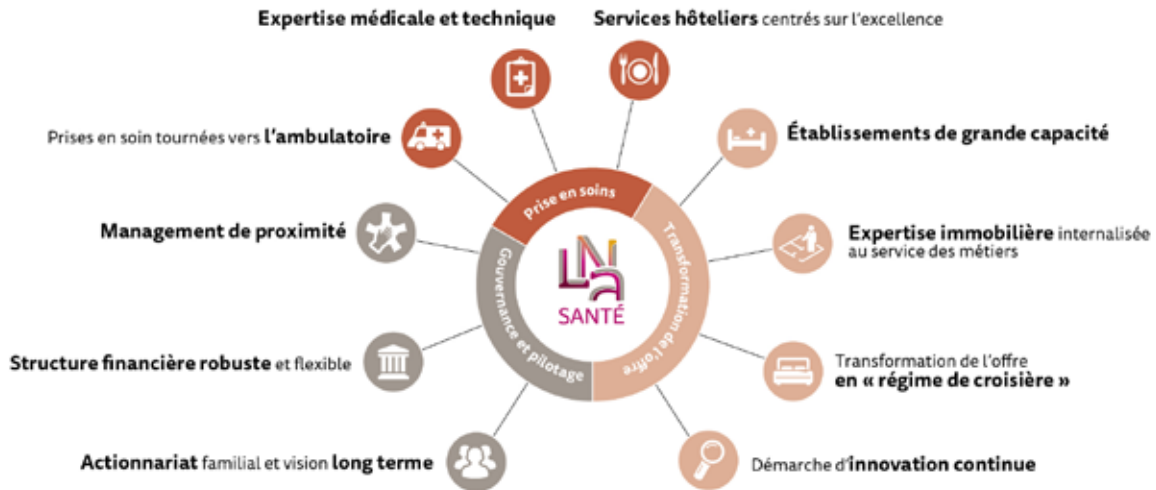 Expertise médicale et technique
Services hôteliers centrés sur l'excellence
Prises en soin tournées vers l'ambulatoire
Établissements de grande capacité
Management de proximité
Expertise immobilière internalisée
au service des métiers
Structure financière robuste et flexible
Transformation de l'offre
en « régime de croisière »
Actionnariat familial et vision long terme
Démarche d'innovation continue
Prise en soins
Transformation de l'offre
Gouvernance et pilotage
LNa
SANTÉ